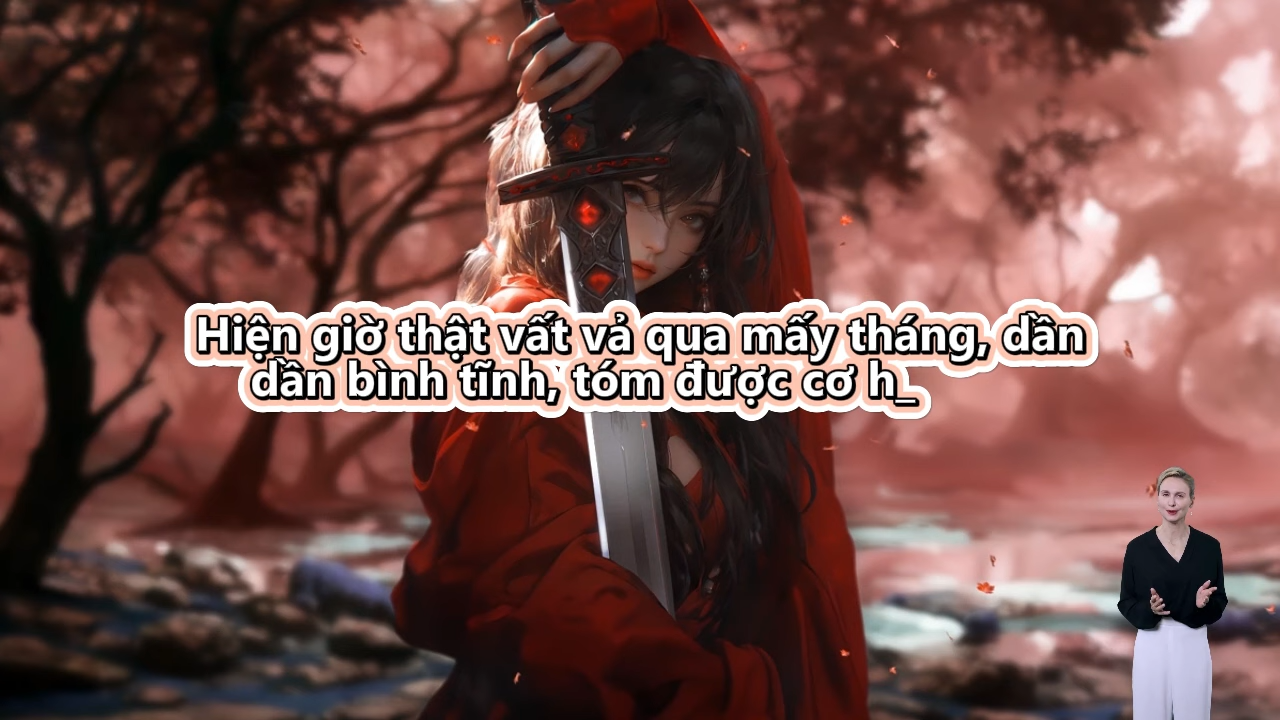 Hiện giờ thật vất vả qua mấy tháng, dần
dần bình tĩnh, tóm được cơ h_